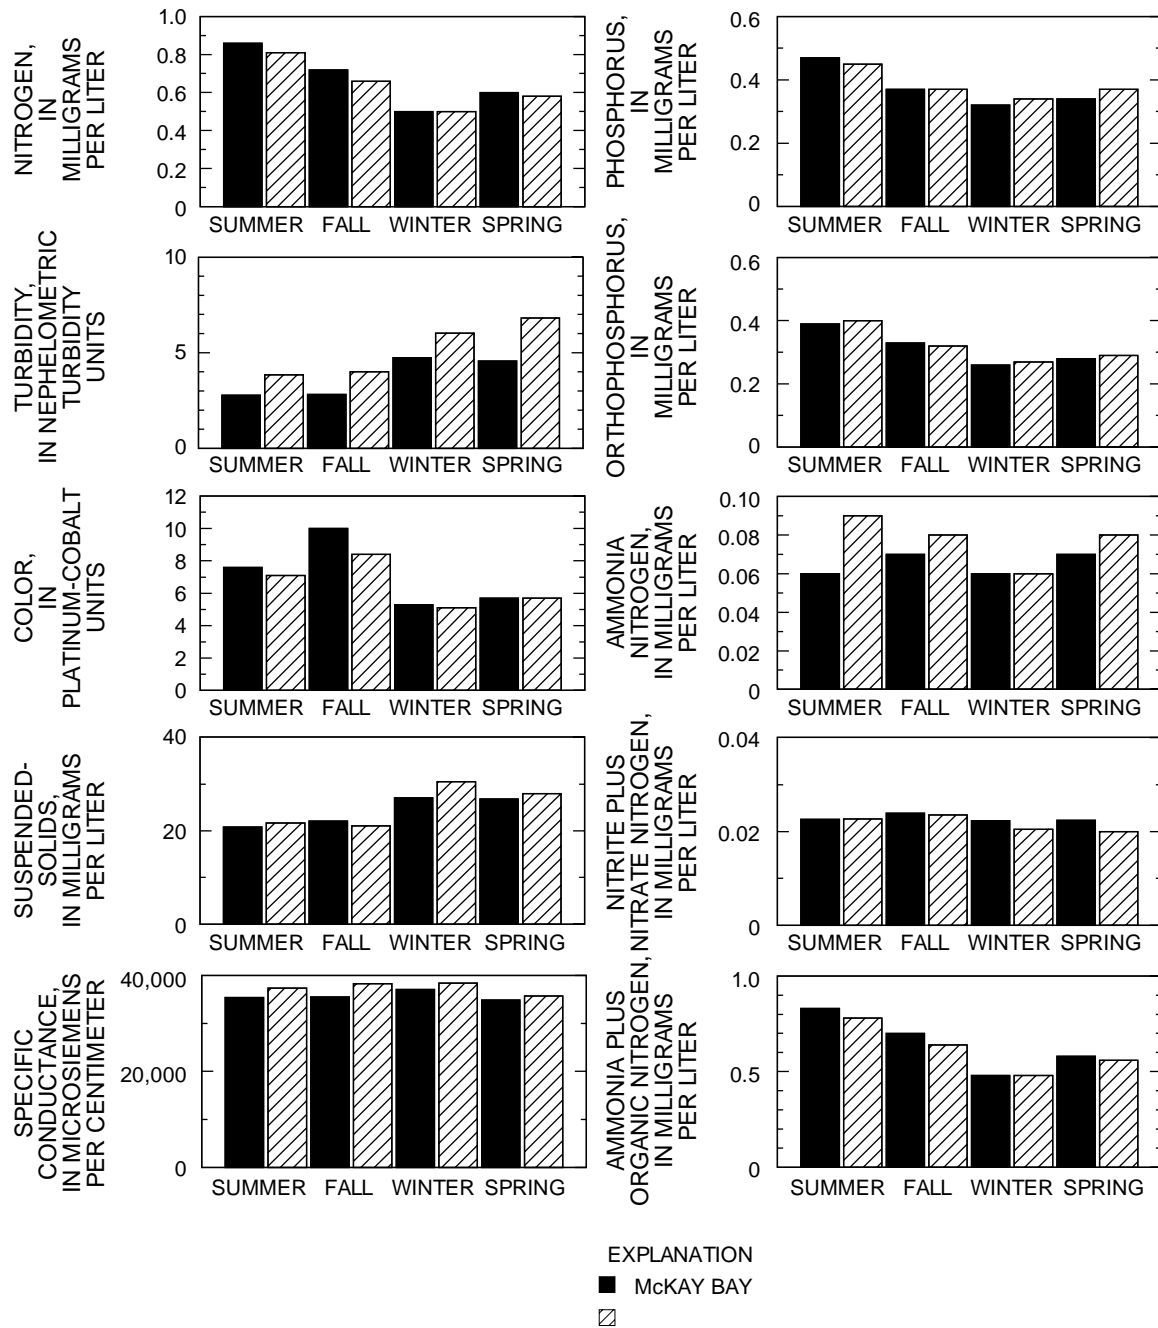 NITROGEN,
IN
MILLIGRAMS
PER LITER
1.0
0.8
0.6
0.4
0.2
0
SUMMER FALL WINTER SPRING
PHOSPHORUS,
IN
MILLIGRAMS
PER LITER
0.6
0.4
0.2
0
SUMMER FALL WINTER SPRING
TURBIDITY,
IN NEPHELOMETRIC
TURBIDITY
UNITS
10
5
0
SUMMER FALL WINTER SPRING
ORTHOPHOSPHORUS,
IN
MILLIGRAMS
PER LITER
0.6
0.4
0.2
0
SUMMER FALL WINTER SPRING
COLOR,
IN
PLATINUM-COBALT
UNITS
12
10
8
6
4
2
0
SUMMER FALL WINTER SPRING
AMMONIA
NITROGEN,
IN MILLIGRAMS
PER LITER
0.10
0.08
0.06
0.04
0.02
0
SUMMER FALL WINTER SPRING
SUSPENDED-
SOLIDS,
IN MILLIGRAMS
PER LITER
40
20
0
SUMMER FALL WINTER SPRING
NITRITE PLUS
NITRATE NITROGEN,
IN MILLIGRAMS
PER LITER
0.04
0.02
0
SUMMER FALL WINTER SPRING
SPECIFIC
CONDUCTANCE,
IN MICROSIEMENS
PER CENTIMETER
40,000
20,000
0
SUMMER FALL WINTER SPRING
AMMONIA PLUS
ORGANIC NITROGEN,
IN MILLIGRAMS
PER LITER
1.0
0.5
0
SUMMER FALL WINTER SPRING
EXPLANATION
McKAY BAY